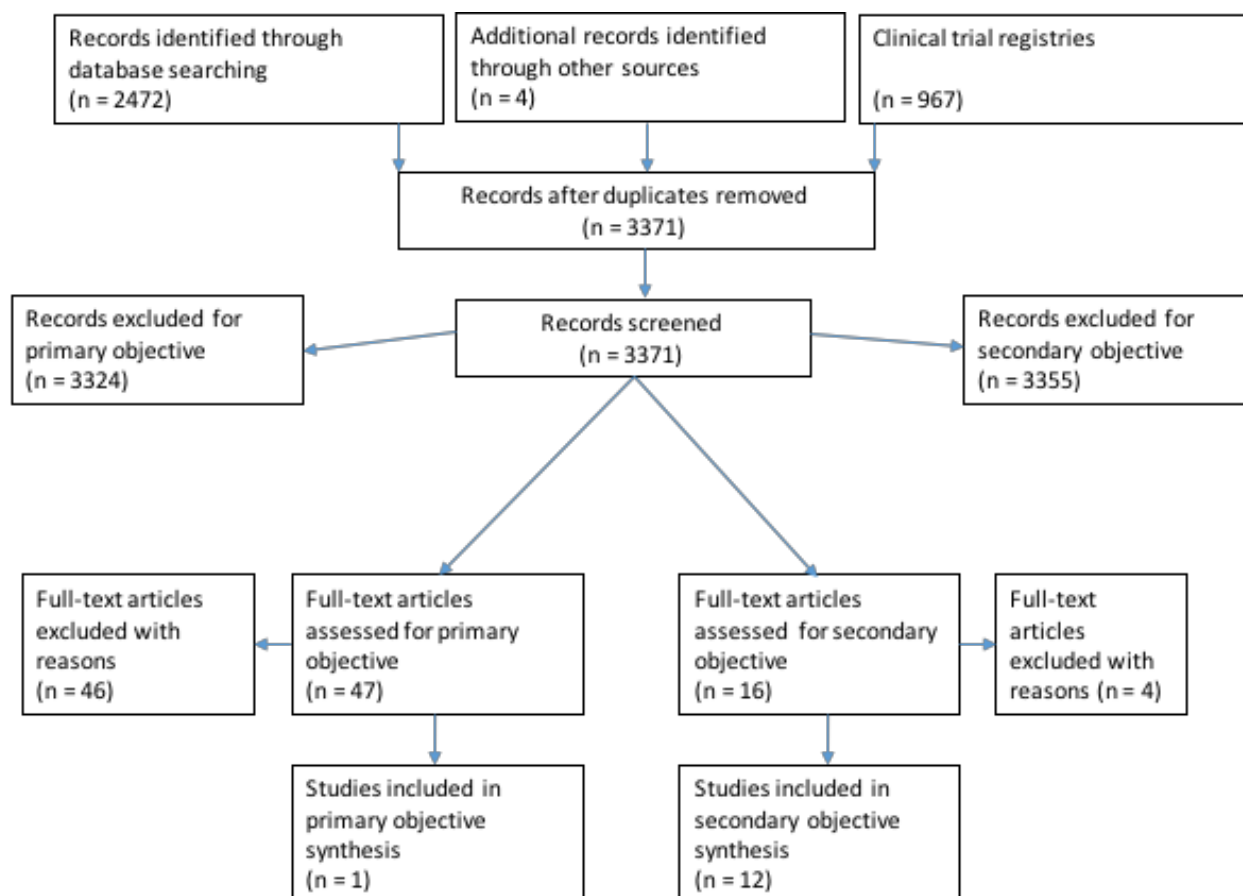 Records identified through
database searching
(n = 2472)
Additional records identified
through other sources
(n = 4)
Clinical trial registries
(n = 967)
Records after duplicates removed
(n = 3371)
Records excluded for
primary objective
(n = 3324)
Records screened
(n = 3371)
Records excluded for
secondary objective
(n = 3355)
Full-text articles
excluded with
reasons
(n = 46)
Full-text articles
assessed for primary
objective
(n = 47)
Full-text articles
assessed for secondary
objective
(n = 16)
Full-text
articles
excluded with
reasons (n = 4)
Studies included in
primary objective
synthesis
(n = 1)
Studies included in
secondary objective
synthesis
(n = 12)